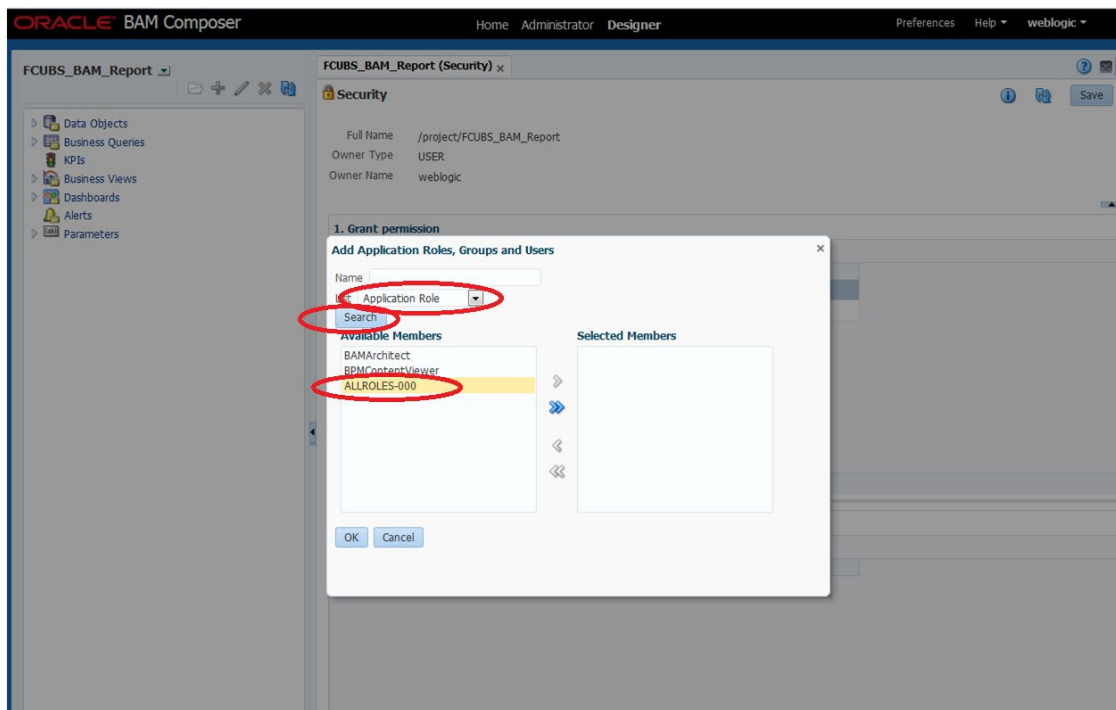 ORACLE® BAM Composer
Home Administrator Designer
Preferences Help weblogic
FCUBS_BAM_Report
Data Objects
Business Queries
KPIs
Business Views
Dashboards
Alerts
Parameters
FCUBS_BAM_Report (Security) x
Security
Save
Full Name /project/FCUBS_BAM_Report
Owner Type USER
Owner Name weblogic
1. Grant permission
Add Application Roles, Groups and Users
Name
List Application Role
Search
Available Members
BAMArchitect
BPMContentViewer
ALLROLES-000
Selected Members
OK Cancel